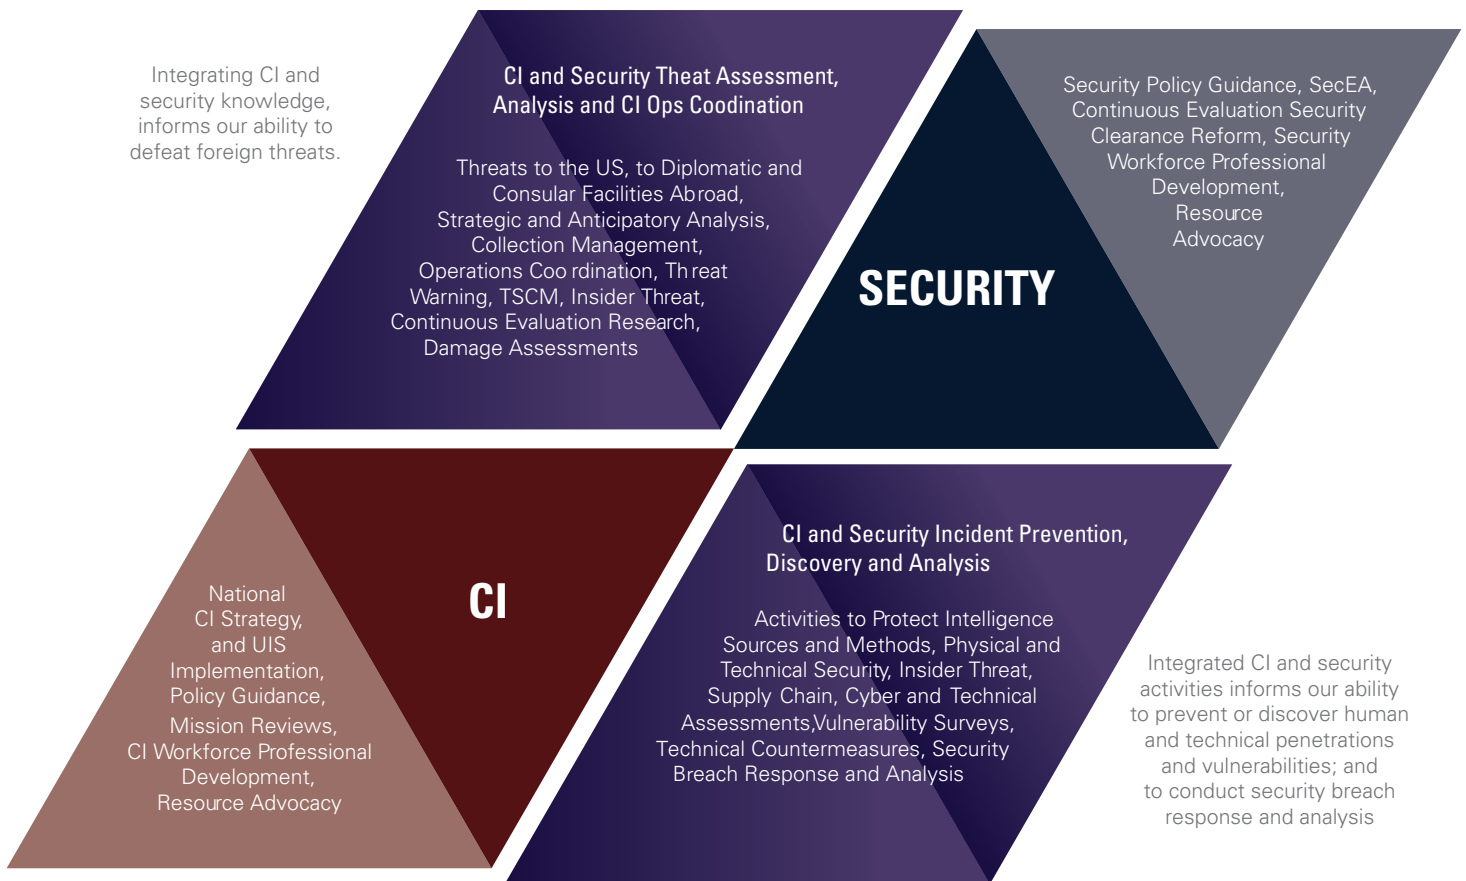 Integrating CI and
security knowledge,
informs our ability to
defeat foreign threats.
CI and Security Theat Assessment,
Analysis and CI Ops Coodination
Threats to the US, to Diplomatic and
Consular Facilities Abroad,
Strategic and Anticipatory Analysis,
Collection Management,
Operations Coo rdination, Th reat
Warning, TSCM, Insider Threat,
Continuous Evaluation Research,
Damage Assessments
SECURITY
Security Policy Guidance, SecEA,
Continuous Evaluation Security
Clearance Reform, Security
Workforce Professional
Development,
Resource
Advocacy
National
CI Strategy,
and UIS
Implementation,
Policy Guidance,
Mission Reviews,
CI Workforce Professional
Development,
Resource Advocacy
CI
CI and Security Incident Prevention,
Discovery and Analysis
Activities to Protect Intelligence
Sources and Methods, Physical and
Technical Security, Insider Threat,
Supply Chain, Cyber and Technical
Assessments,Vulnerability Surveys,
Technical Countermeasures, Security
Breach Response and Analysis
Integrated CI and security
activities informs our ability
to prevent or discover human
and technical penetrations
and vulnerabilities; and
to conduct security breach
response and analysis